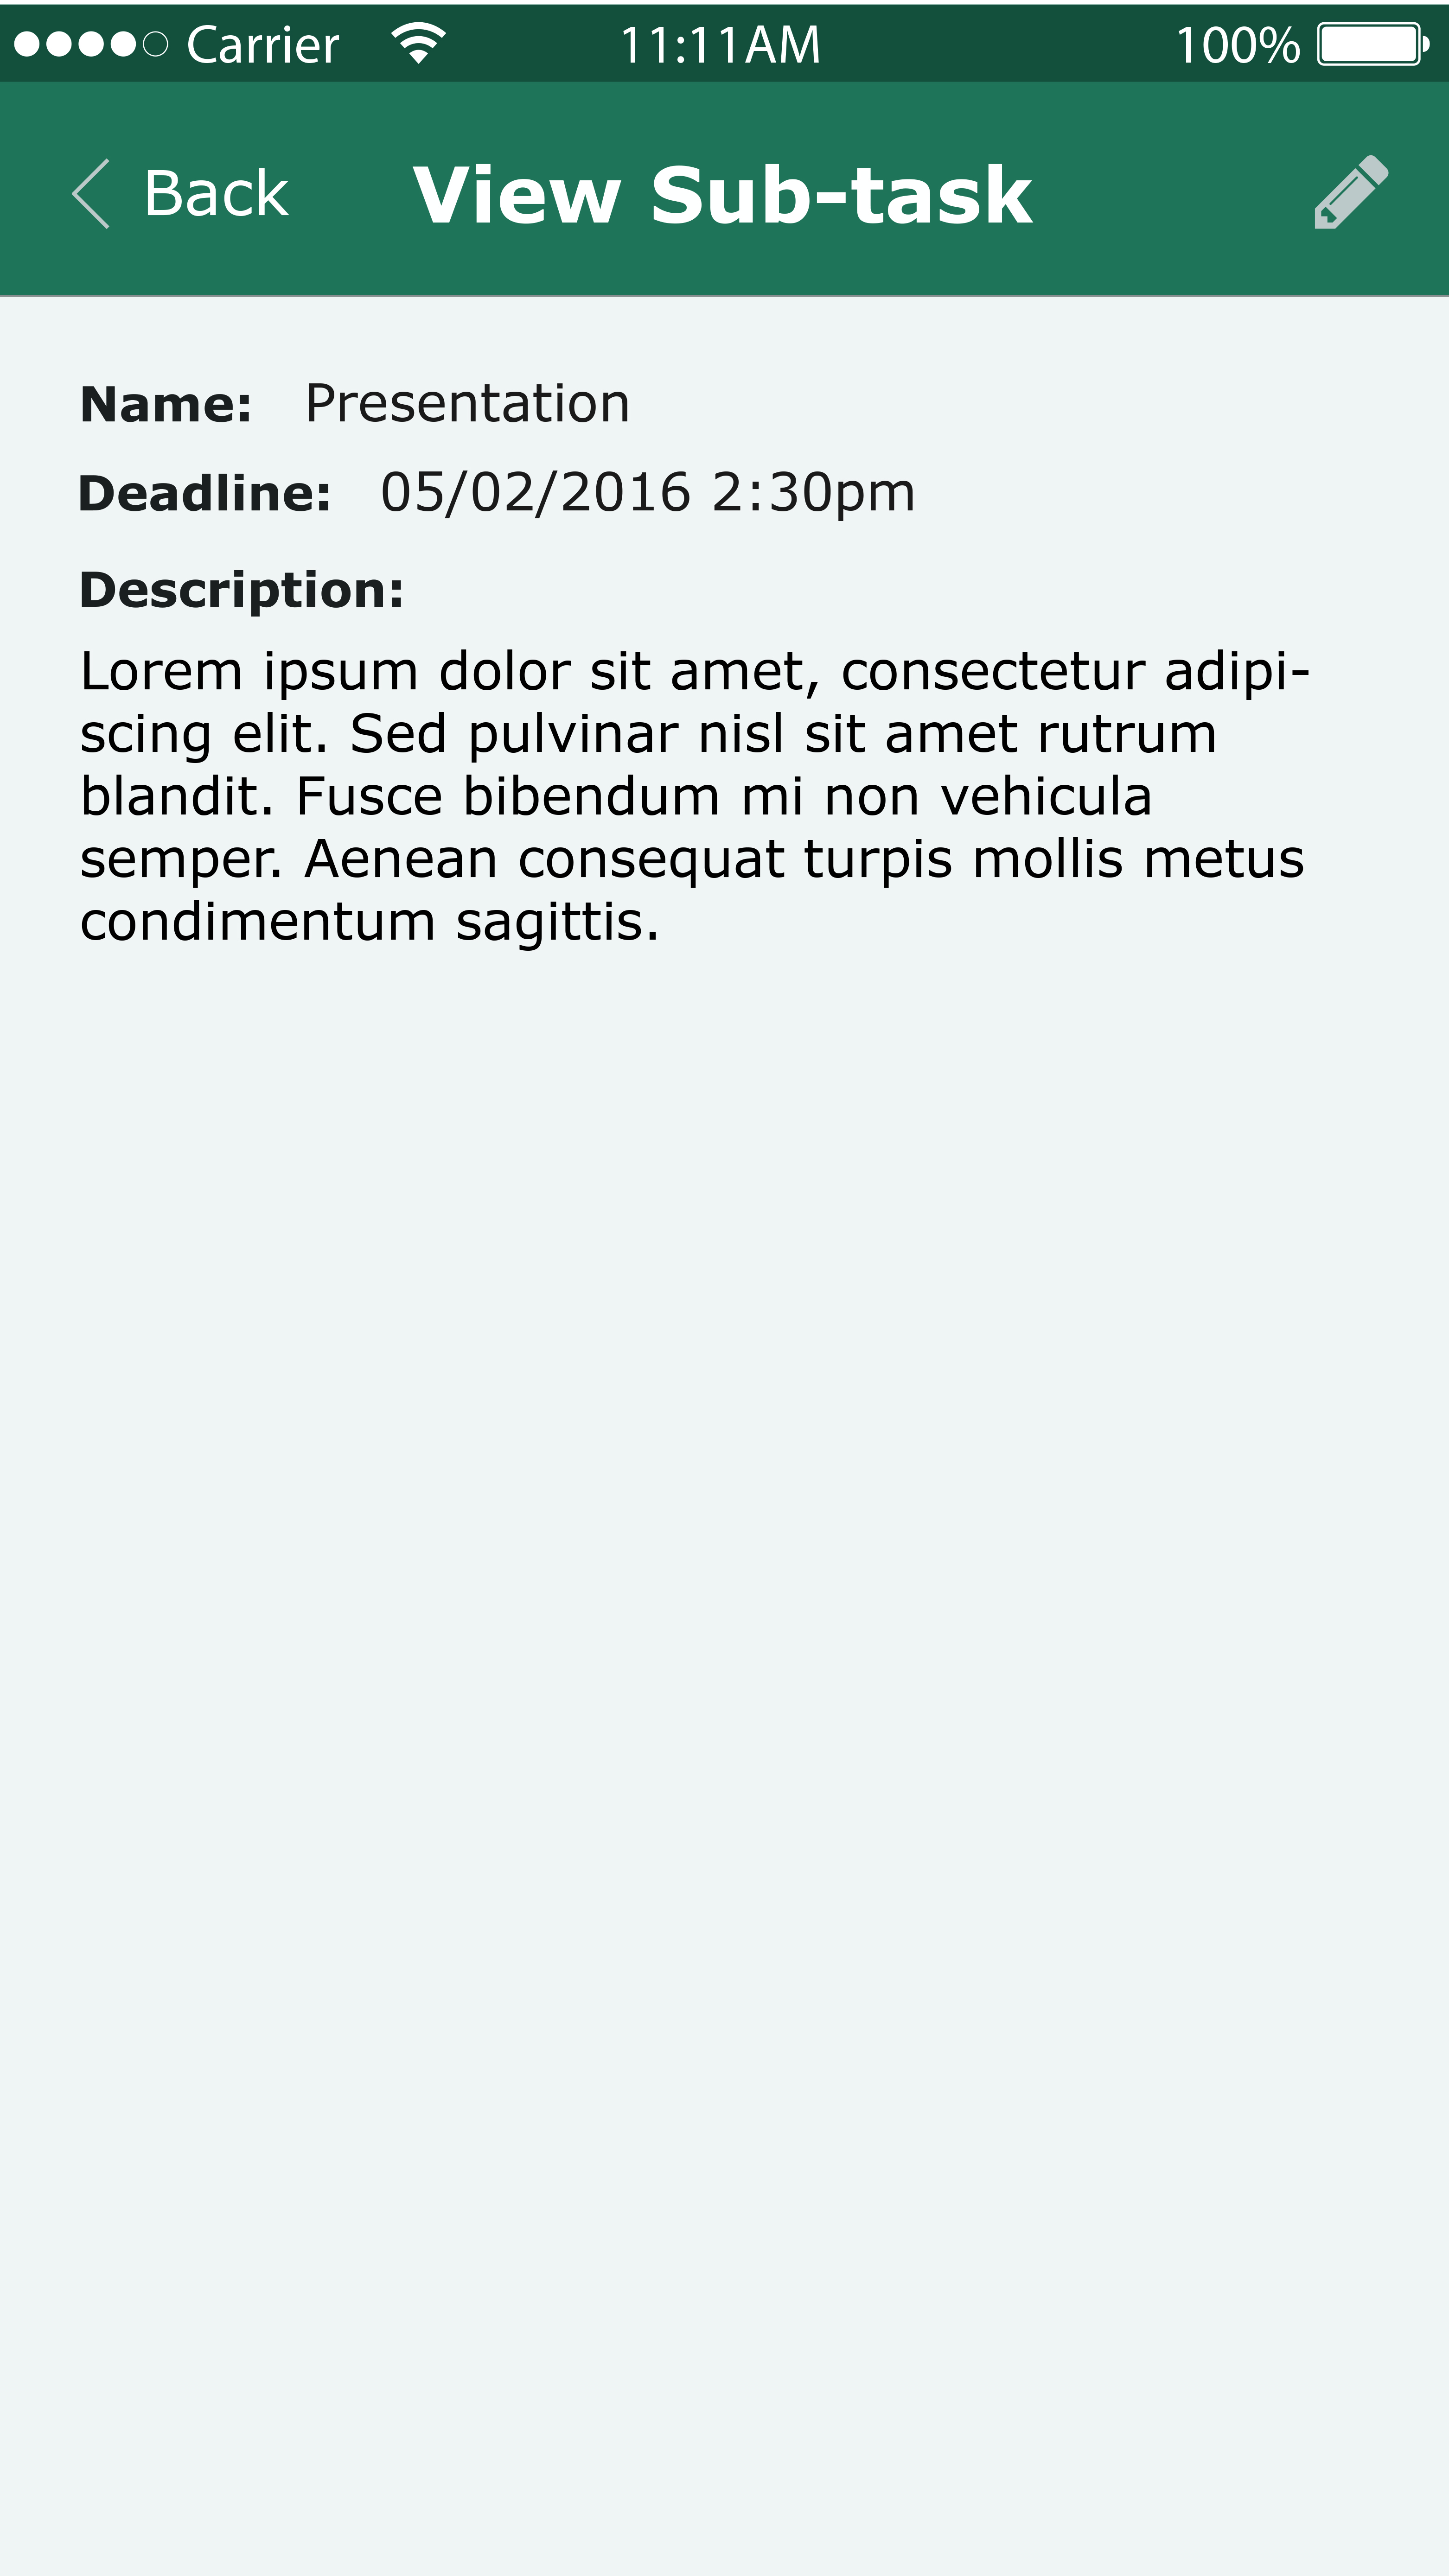 Carrier 11:11AM 100%
Back View Sub-task
Name: Presentation
Deadline: 05/02/2016 2:30pm
Description:
Lorem ipsum dolor sit amet, consectetur adipi-
scing elit. Sed pulvinar nisl sit amet rutrum
blandit. Fusce bibendum mi non vehicula
semper. Aenean consequat turpis mollis metus
condimentum sagittis.